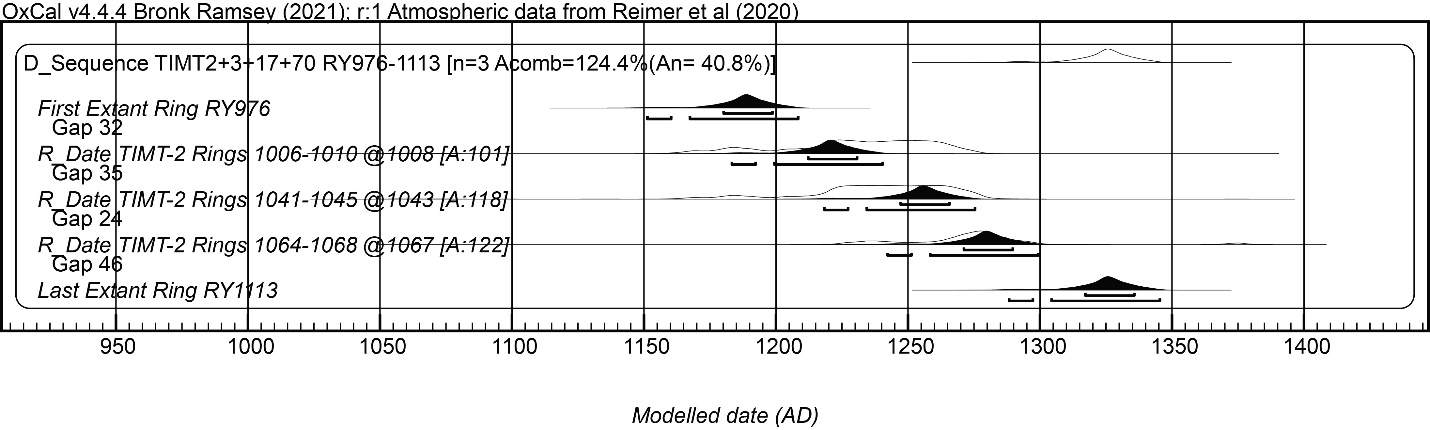 OxCal v4.4.4 Bronk Ramsey (2021); r:1 Atmospheric data from Reimer et al (2020)
D_Sequence TIMT2+3+17+70 RY976-1113 [n=3 Acomb=124.4%(An= 40.8%)]
First Extant Ring RY976
Gap 32
R_Date TIMT-2 Rings 1006-1010 @1008 [A:101]
Gap 35
R_Date TIMT-2 Rings 1041-1045 @1043 [A:118]
Gap 24
R_Date TIMT-2 Rings 1064-1068 @1067 [A:122]
Gap 46
Last Extant Ring RY1113
950 1000 1050 1100 1150 1200 1250 1300 1350 1400
Modelled date (AD)